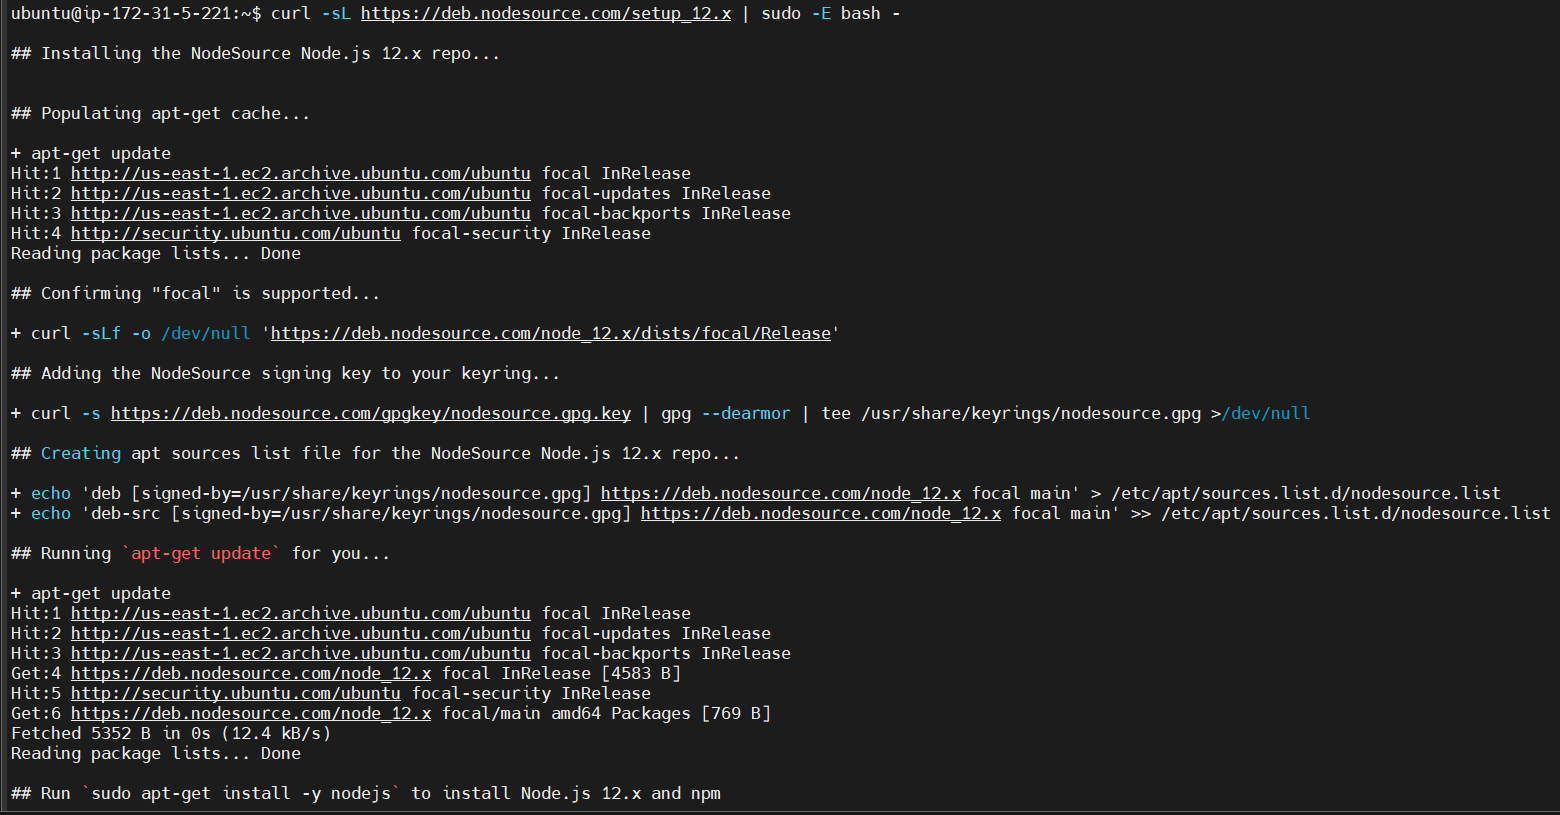 ubuntu@ip-172-31-5-221:~$ curl -sL https://deb.nodesource.com/setup_12.x | sudo -E bash -
## Installing the NodeSource Node.js 12.x repo...
## Populating apt-get cache...
+ apt-get update
Hit:1 http://us-east-1.ec2.archive.ubuntu.com/ubuntu focal InRelease
Hit:2 http://us-east-1.ec2.archive.ubuntu.com/ubuntu focal-updates InRelease
Hit:3 http://us-east-1.ec2.archive.ubuntu.com/ubuntu focal-backports InRelease
Hit:4 http://security.ubuntu.com/ubuntu focal-security InRelease
Reading package lists... Done
## Confirming "focal" is supported...
+ curl -sLf -o /dev/null 'https://deb.nodesource.com/node_12.x/dists/focal/Release'
## Adding the NodeSource signing key to your keyring...
+ curl -s https://deb.nodesource.com/gpgkey/nodesource.gpg.key | gpg --dearmor | tee /usr/share/keyrings/nodesource.gpg >/dev/null
## Creating apt sources list file for the NodeSource Node.js 12.x repo...
+ echo 'deb [signed-by=/usr/share/keyrings/nodesource.gpg] https://deb.nodesource.com/node_12.x focal main' > /etc/apt/sources.list.d/nodesource.list
+ echo 'deb-src [signed-by=/usr/share/keyrings/nodesource.gpg] https://deb.nodesource.com/node_12.x focal main' >> /etc/apt/sources.list.d/nodesource.list
## Running `apt-get update` for you...
+ apt-get update
Hit:1 http://us-east-1.ec2.archive.ubuntu.com/ubuntu focal InRelease
Hit:2 http://us-east-1.ec2.archive.ubuntu.com/ubuntu focal-updates InRelease
Hit:3 http://us-east-1.ec2.archive.ubuntu.com/ubuntu focal-backports InRelease
Get:4 https://deb.nodesource.com/node_12.x focal InRelease [4583 B]
Hit:5 http://security.ubuntu.com/ubuntu focal-security InRelease
Get:6 https://deb.nodesource.com/node_12.x focal/main amd64 Packages [769 B]
Fetched 5352 B in 0s (12.4 kB/s)
Reading package lists... Done
## Run `sudo apt-get install -y nodejs` to install Node.js 12.x and npm